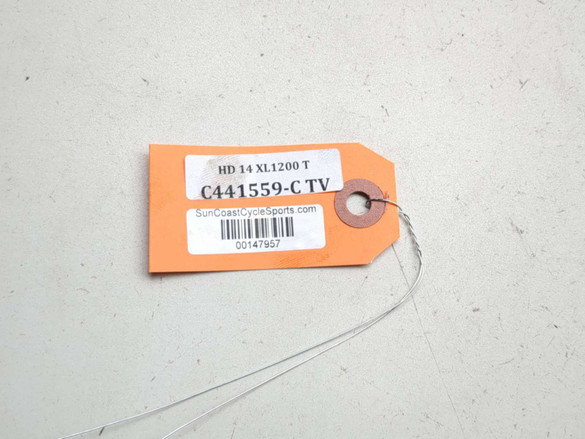 HD 14 XL1200 T
C441559-C TV
SunCoastCycleSports.com
00147957